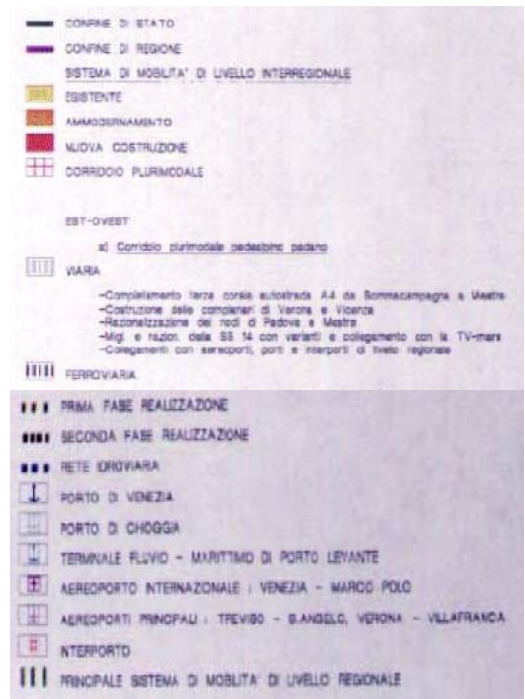 CONFINE DI STATO
CONFINE DI REGIONE
SISTEMA DI MOBILITA' DI LIVELLO INTERREGIONALE
ESISTENTE
AMMODERNAMENTO
NUOVA COSTRUZIONE
CORRIDOIO PLURIMODALE
EST-OVEST
a) Corridoio plurimodale pedealpino padano
VIARIA
-Completamento terza corsia autostrada A4 da Sommacampagna a Mestre
-Costruzione delle complanari di Verona e Vicenza
-Razionalizzazione dei nodi di Padova e Mestre
-Migl. e razion. della SS 14 con varianti e collegamento con la TV-mare
-Collegamenti con aereoporti, porti e interporti di livello regionale
FERROVIARIA
PRIMA FASE REALIZZAZIONE
SECONDA FASE REALIZZAZIONE
RETE IDROVIARIA
PORTO DI VENEZIA
PORTO DI CHIOGGIA
TERMINALE FLUVIO - MARITTIMO DI PORTO LEVANTE
AEREOPORTO INTERNAZIONALE : VENEZIA - MARCO POLO
AEREOPORTI PRINCIPALI : TREVISO - S.ANGELO, VERONA - VILLAFRANCA
INTERPORTO
PRINCIPALE SISTEMA DI MOBILITA' DI LIVELLO REGIONALE